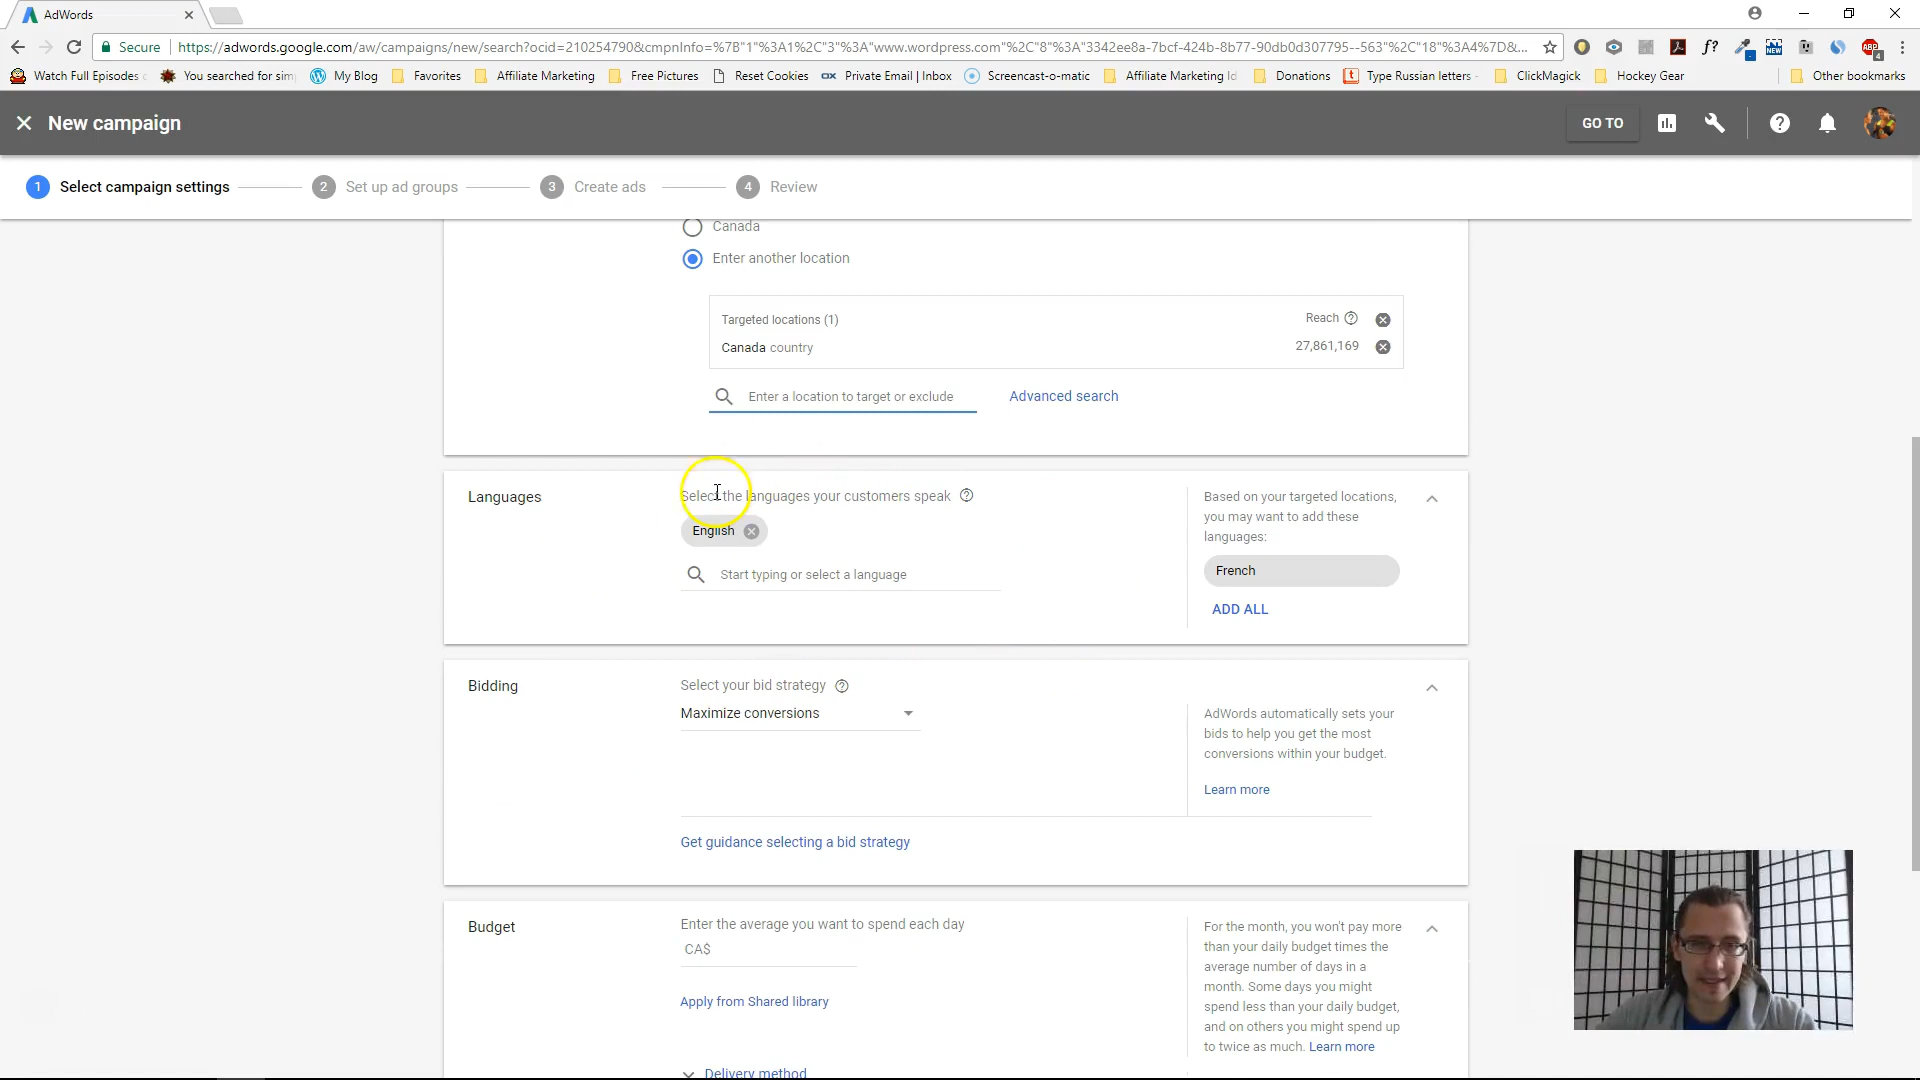 AdWords
Secure
https://adwords.google.com/aw/campaigns/new/search?ocid=210254790&cmpnInfo=%7B"1"%3A1%2C"3"%3A"www.wordpress.com"%2C"8"%3A"3342ee8a-7bcf-424b-8b77-90db0d307795--563"%2C"18"%3A4%7D&...
Watch Full Episodes
You searched for sim
My Blog
Favorites
Affiliate Marketing
Free Pictures
Reset Cookies
Private Email | Inbox
Screencast-o-matic
Affiliate Marketing Id
Donations
Type Russian letters -
ClickMagick
Hockey Gear
Other bookmarks
New campaign
GO TO
1 Select campaign settings
2 Set up ad groups
3 Create ads
4 Review
Canada
Enter another location
Targeted locations (1)
Reach
Canada country
27,861,169
Enter a location to target or exclude
Advanced search
Languages
Select the languages your customers speak
English
Start typing or select a language
Based on your targeted locations,
you may want to add these
languages:
French
ADD ALL
Bidding
Select your bid strategy
Maximize conversions
AdWords automatically sets your
bids to help you get the most
conversions within your budget.
Learn more
Get guidance selecting a bid strategy
Budget
Enter the average you want to spend each day
CA$
Apply from Shared library
Delivery method
For the month, you won't pay more
than your daily budget times the
average number of days in a
month. Some days you might
spend less than your daily budget,
and on others you might spend up
to twice as much. Learn more